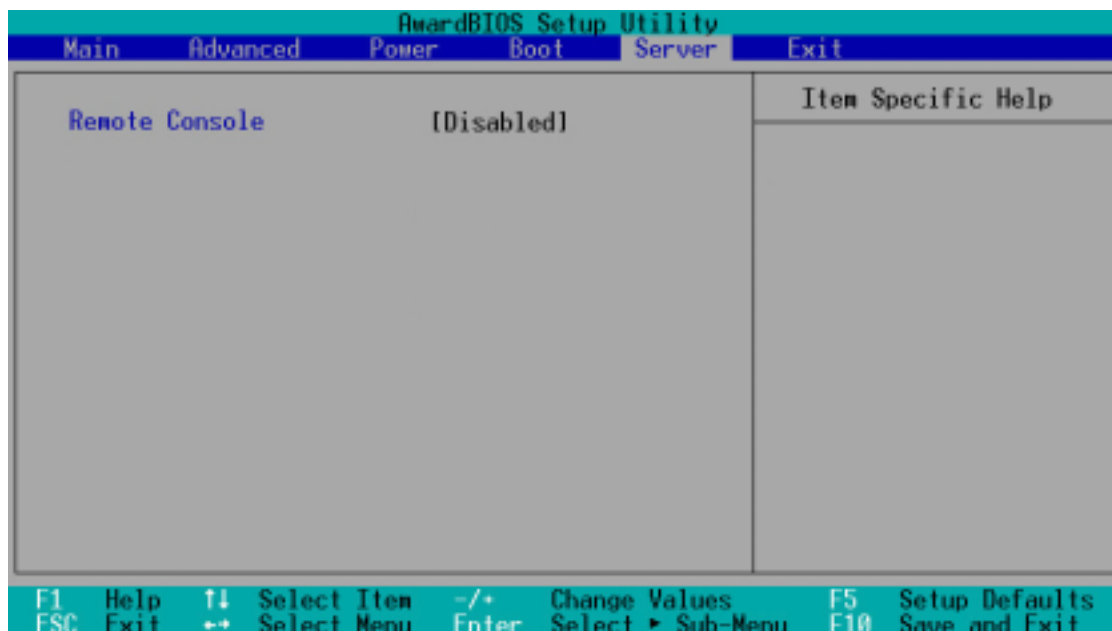 AwardBIOS Setup Utility
Main Advanced Power Boot Server Exit
Item Specific Help
Remote Console [Disabled]
F1 Help ↑↓ Select Item -/+ Change Values F5 Setup Defaults
ESC Exit ←→ Select Menu Enter Select ► Sub-Menu F10 Save and Exit